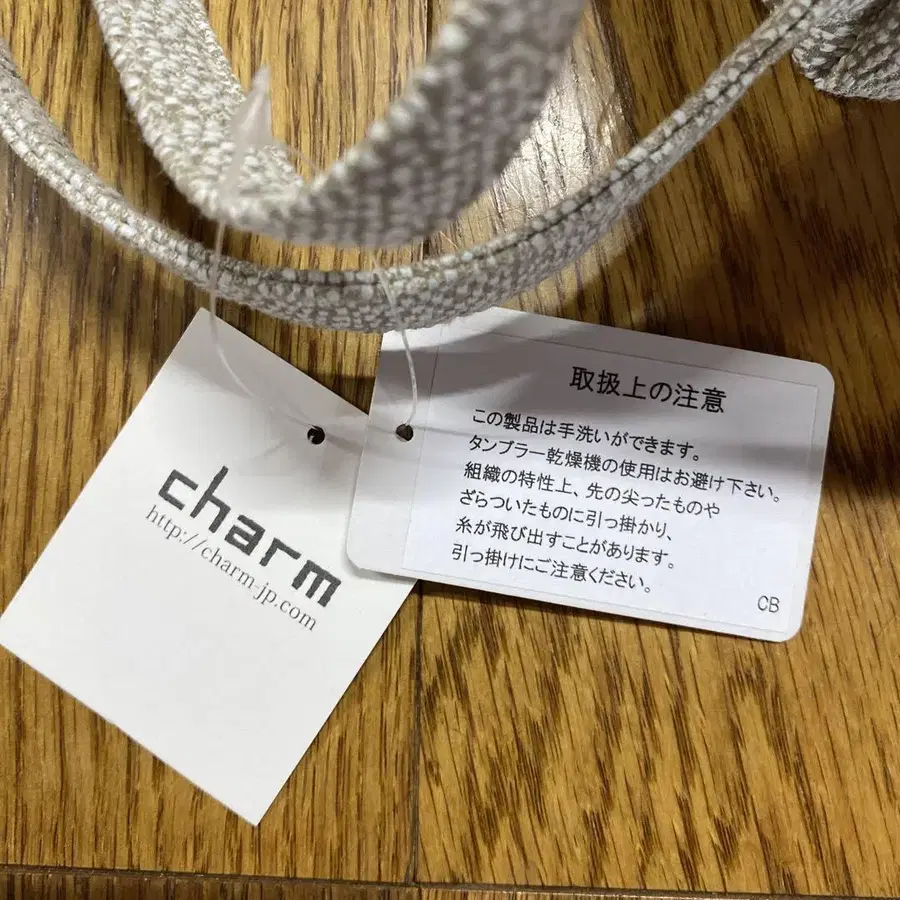 charm
http://charm-jp.com
取扱上の注意
この製品は手洗いができます。
タンブラー乾燥機の使用はお避け下さい。
組織の特性上、先の尖ったものや
ざらついたものに引っ掛かり、
糸が飛び出すことがあります。
引っ掛けにご注意ください。
CB